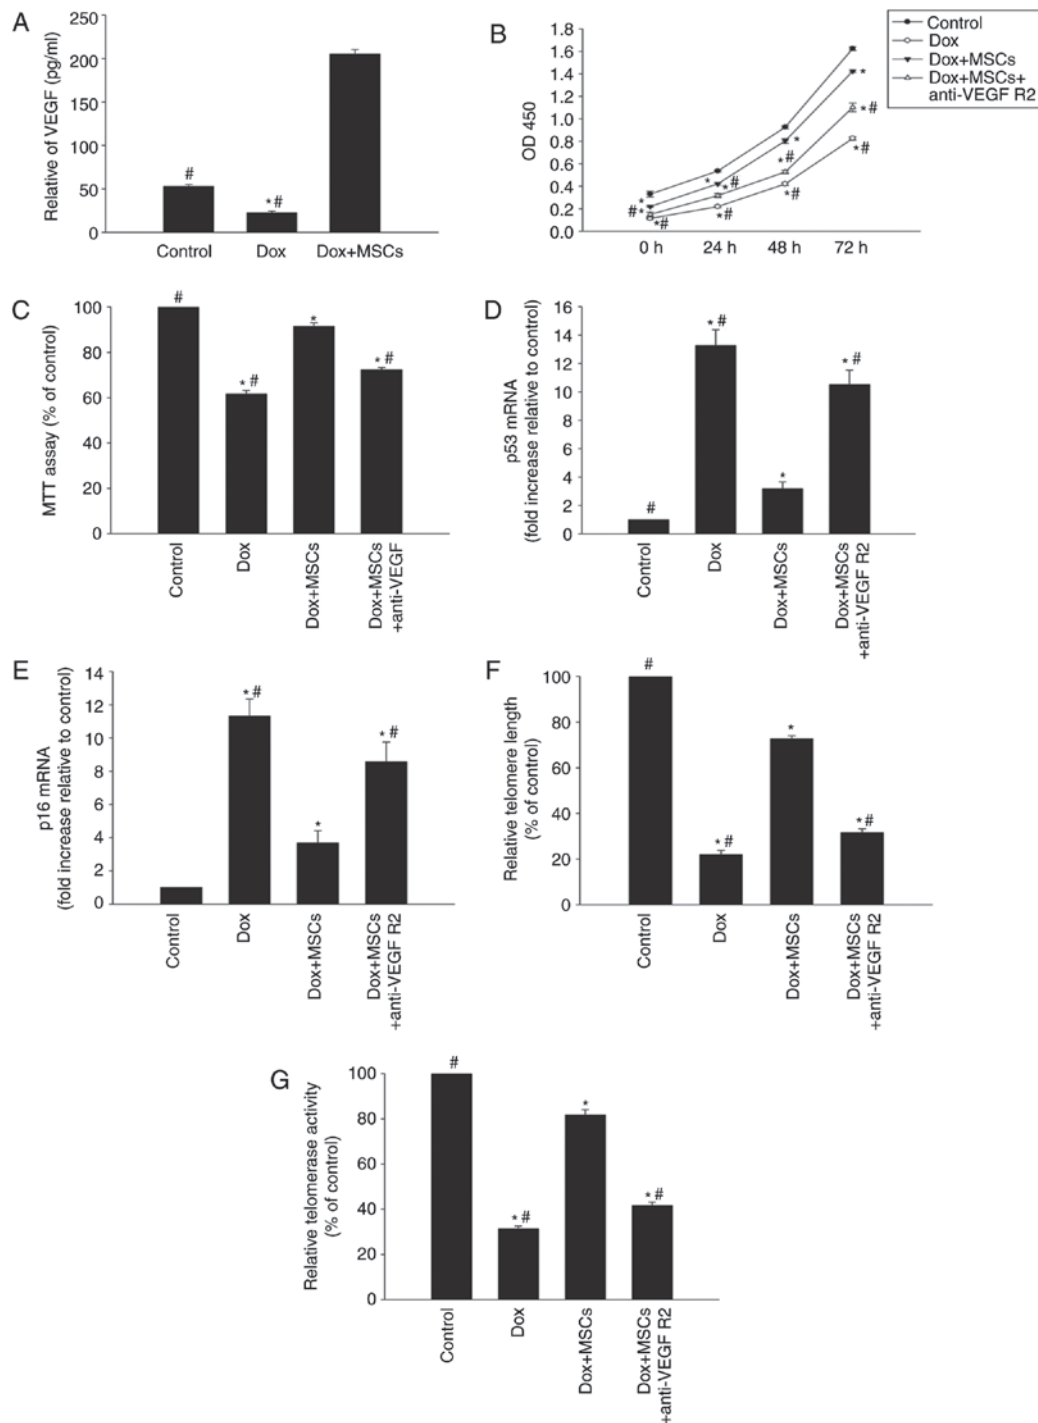 A
Relative of VEGF (pg/ml)
250
200
150
100
50
0
#
*#
Control
Dox
Dox+MSCs
B
OD 450
1.8
1.6
1.4
1.2
1.0
0.8
0.6
0.4
0.2
0.0
*
*#
*
*#
*#
*
*#
*#
*
#*
*#
0 h
24 h
48 h
72 h
Control
Dox
Dox+MSCs
Dox+MSCs+
anti-VEGF R2
C
MTT assay (% of control)
100
80
60
40
20
0
#
*#
*
*#
Control
Dox
Dox+MSCs
Dox+MSCs
+anti-VEGF
D
p53 mRNA
(fold increase relative to control)
16
14
12
10
8
6
4
2
0
#
*#
*
*#
Control
Dox
Dox+MSCs
Dox+MSCs
+anti-VEGF R2
E
p16 mRNA
(fold increase relative to control)
14
12
10
8
6
4
2
0
*#
*
*#
Control
Dox
Dox+MSCs
Dox+MSCs
+anti-VEGF R2
F
Relative telomere length
(% of control)
100
80
60
40
20
0
#
*#
*
*#
Control
Dox
Dox+MSCs
Dox+MSCs
+anti-VEGF R2
G
Relative telomerase activity
(% of control)
100
80
60
40
20
0
#
*#
*
*#
Control
Dox
Dox+MSCs
Dox+MSCs
+anti-VEGF R2